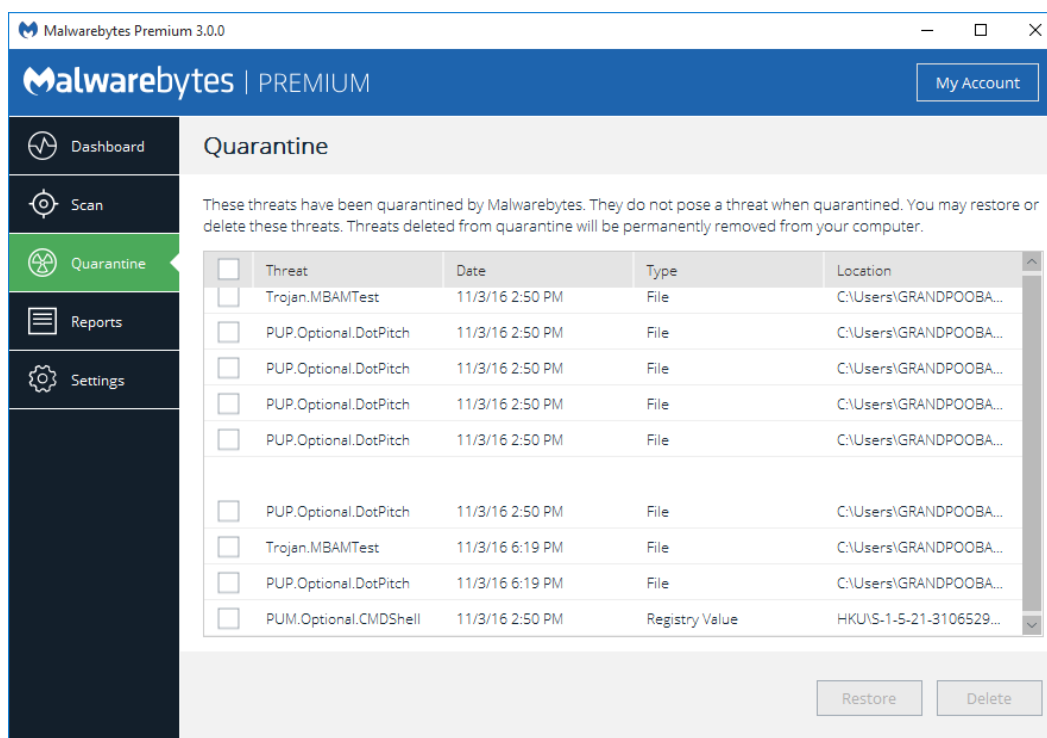 Malwarebytes Premium 3.0.0
Malwarebytes | PREMIUM
My Account
Dashboard
Scan
Quarantine
Reports
Settings
Quarantine
These threats have been quarantined by Malwarebytes. They do not pose a threat when quarantined. You may restore or
delete these threats. Threats deleted from quarantine will be permanently removed from your computer.
Threat Date Type Location
Trojan.MBAMTest 11/3/16 2:50 PM File C:\Users\GRANDPOOBA...
PUP.Optional.DotPitch 11/3/16 2:50 PM File C:\Users\GRANDPOOBA...
PUP.Optional.DotPitch 11/3/16 2:50 PM File C:\Users\GRANDPOOBA...
PUP.Optional.DotPitch 11/3/16 2:50 PM File C:\Users\GRANDPOOBA...
PUP.Optional.DotPitch 11/3/16 2:50 PM File C:\Users\GRANDPOOBA...
PUP.Optional.DotPitch 11/3/16 2:50 PM File C:\Users\GRANDPOOBA...
Trojan.MBAMTest 11/3/16 6:19 PM File C:\Users\GRANDPOOBA...
PUP.Optional.DotPitch 11/3/16 6:19 PM File C:\Users\GRANDPOOBA...
PUM.Optional.CMDShell 11/3/16 2:50 PM Registry Value HKU\S-1-5-21-3106529...
Restore
Delete